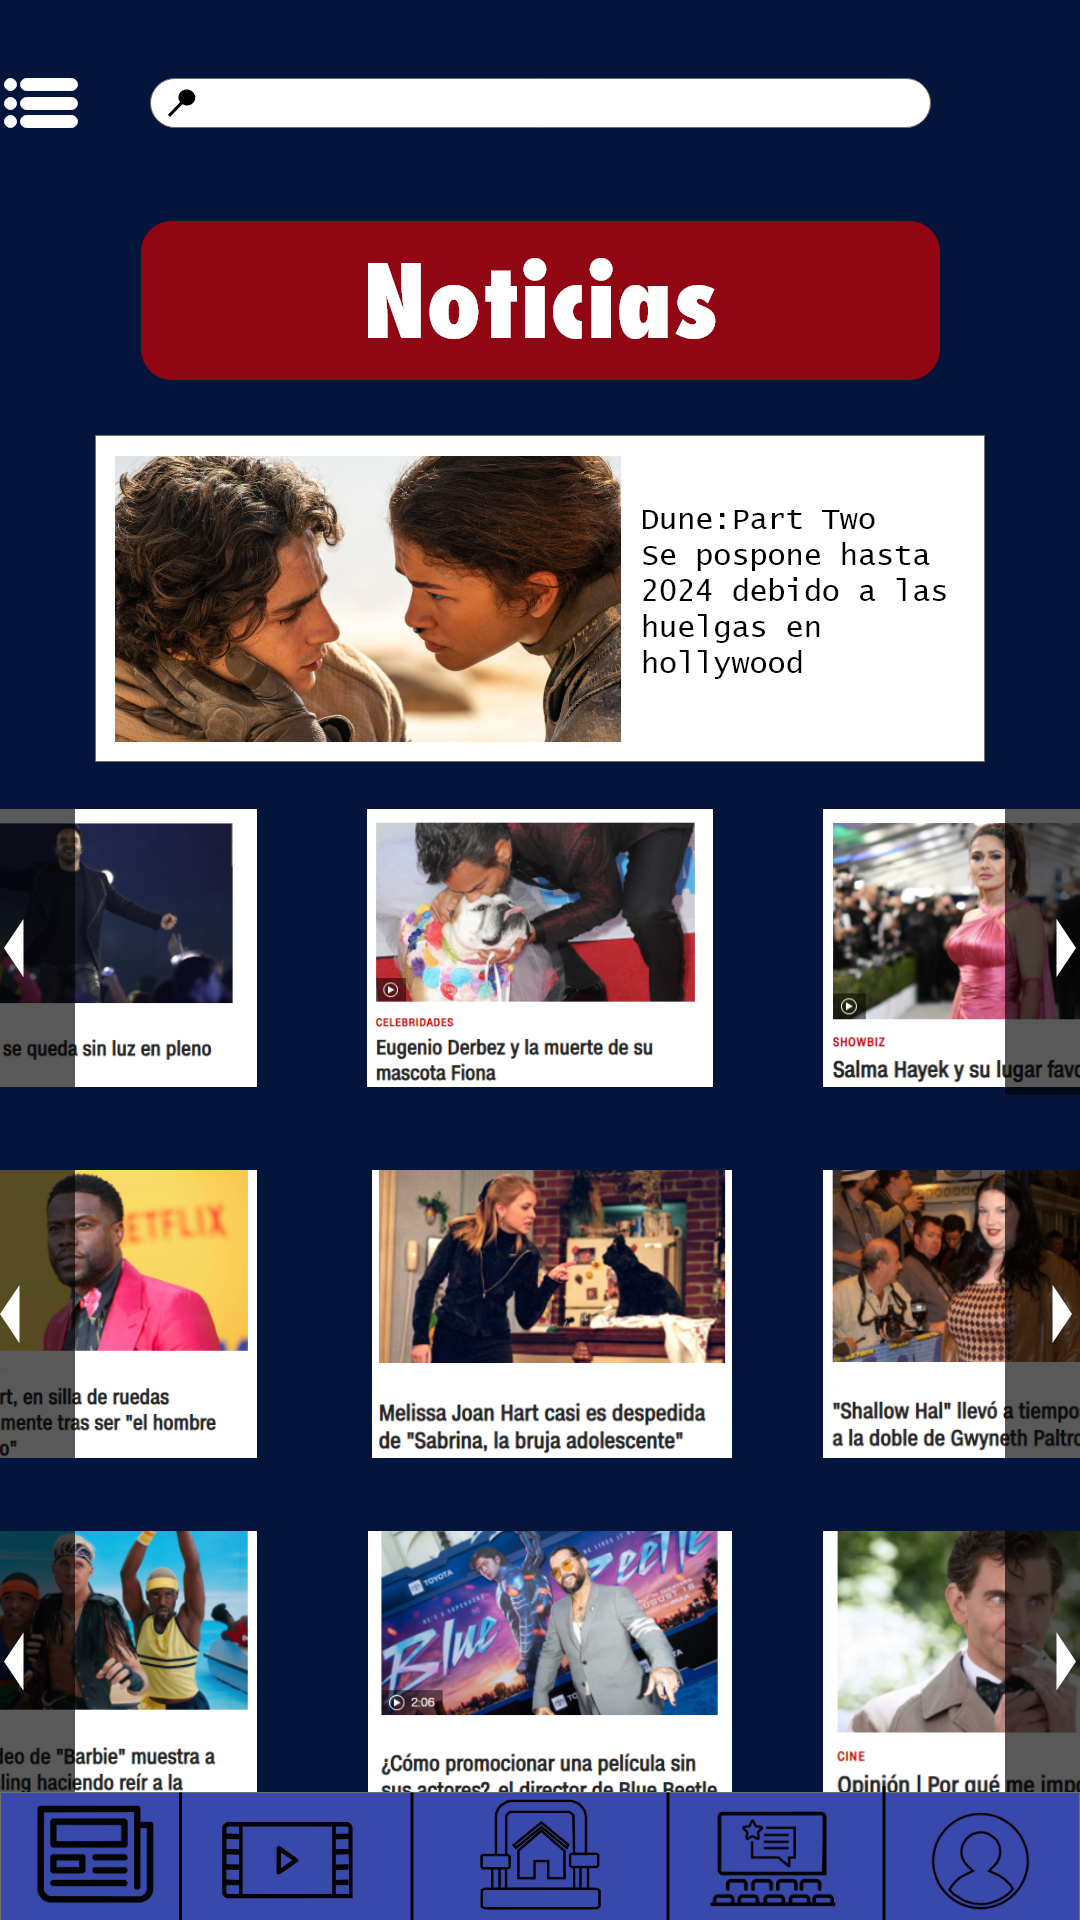 Noticias
Dune:Part Two
Se pospone hasta
2024 debido a las
huelgas en
hollywood
se queda sin luz en pleno
CELEBRIDADES
Eugenio Derbez y la muerte de su
mascota Fiona
SHOWBIZ
Salma Hayek y su lugar favo
ETFLIX
rt, en silla de ruedas
mente tras ser "el hombre
o"
Melissa Joan Hart casi es despedida
de "Sabrina, la bruja adolescente"
"Shallow Hal" llevó a tiempo
a la doble de Gwyneth Paltro
TOYOTA
Blue
Beetle
AUGUST 18
2:06
deo de "Barbie" muestra a
ling haciendo reír a la
¿Cómo promocionar una película sin
sus actores?, el director de Blue Beetle
CINE
Opinión | Por qué me impo